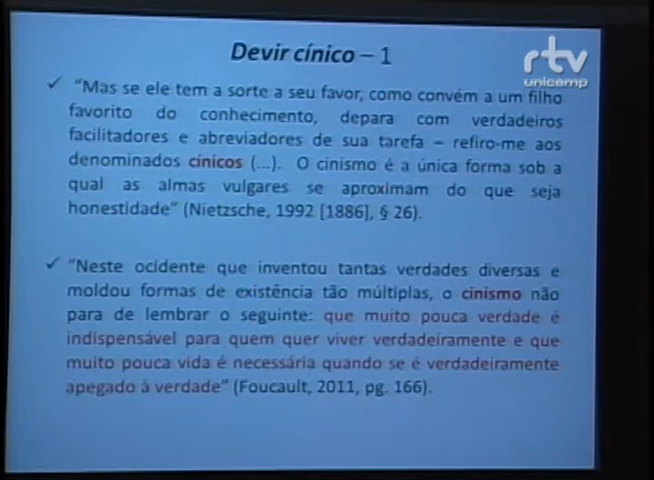 Devir cínico – 1
rtv
unicamp
✓ "Mas se ele tem a sorte a seu favor, como convém a um filho
favorito do conhecimento, depara com verdadeiros
facilitadores e abreviadores de sua tarefa – refiro-me aos
denominados cínicos (...). O cinismo é a única forma sob a
qual as almas vulgares se aproximam do que seja
honestidade" (Nietzsche, 1992 [1886], § 26).
✓ "Neste ocidente que inventou tantas verdades diversas e
moldou formas de existência tão múltiplas, o cinismo não
para de lembrar o seguinte: que muito pouca verdade é
indispensável para quem quer viver verdadeiramente e que
muito pouca vida é necessária quando se é verdadeiramente
apegado à verdade" (Foucault, 2011, pg. 166).